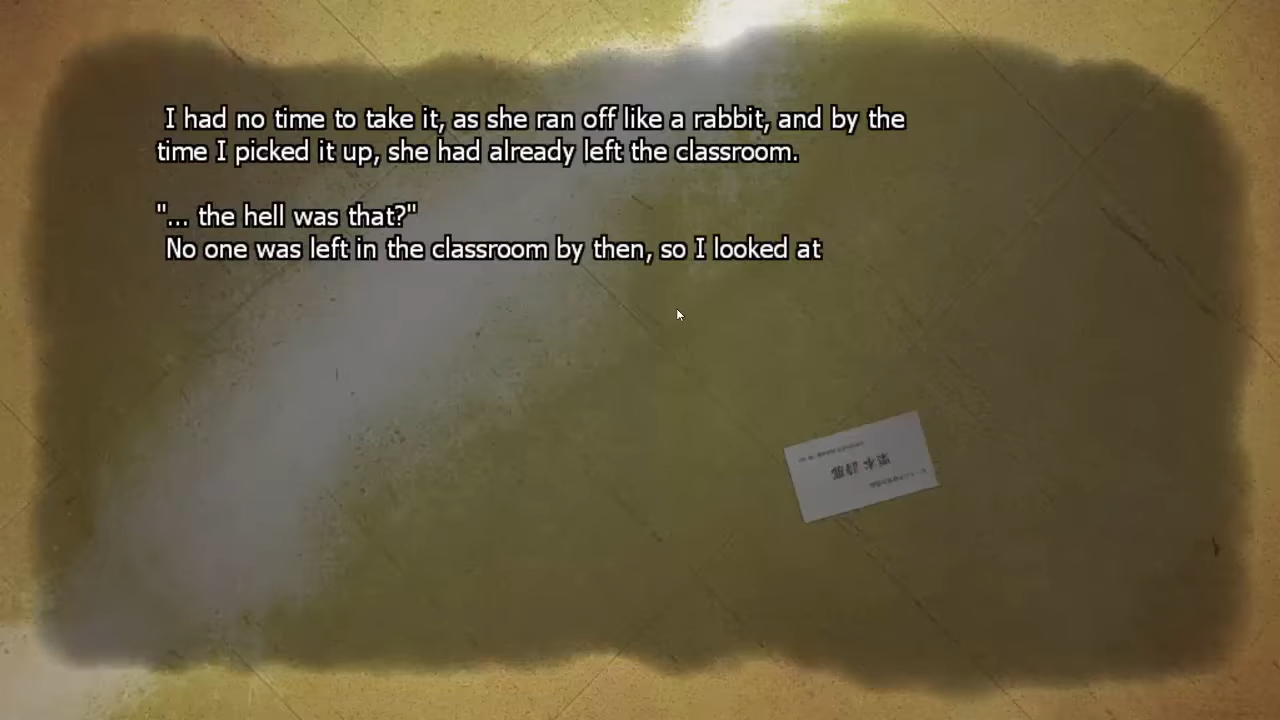 I had no time to take it, as she ran off like a rabbit, and by the
time I picked it up, she had already left the classroom.
"... the hell was that?"
No one was left in the classroom by then, so I looked at